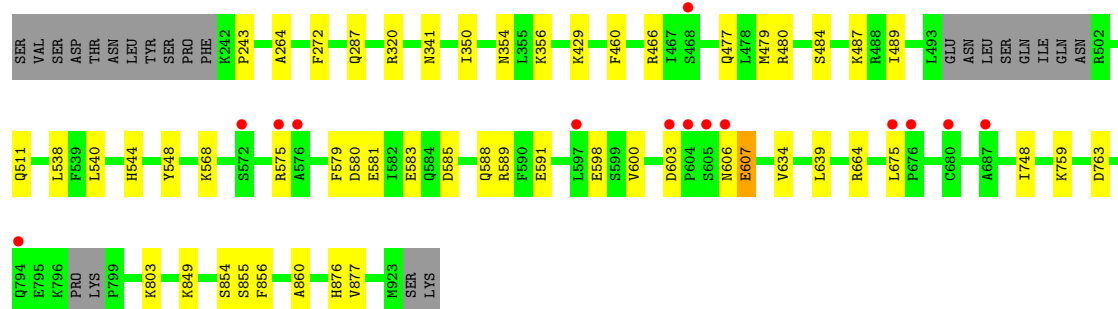 SER VAL SER ASP THR ASN LEU TYR SER PRO PHE K242 P243 A264 F272 Q287 R320 N341 I350 N354 L355 K356 K429 F460 R466 I467 S468 Q477 L478 M479 R480 S484 K487 R488 I489 L493 GLU ASN LEU SER GLN ILE GLN ASN R502
Q511 L538 F539 L540 H544 Y548 K568 S572 R575 A576 F579 D580 E581 I582 E583 Q584 D585 Q588 R589 F590 E591 L597 E598 S599 V600 D603 P604 S605 N606 E607 V634 L639 R664 L675 P676 C680 A687 I748 K759 D763
Q794 E795 K796 PRO LYS P799 K803 K849 S854 S855 F856 A860 H876 V877 M923 SER LYS